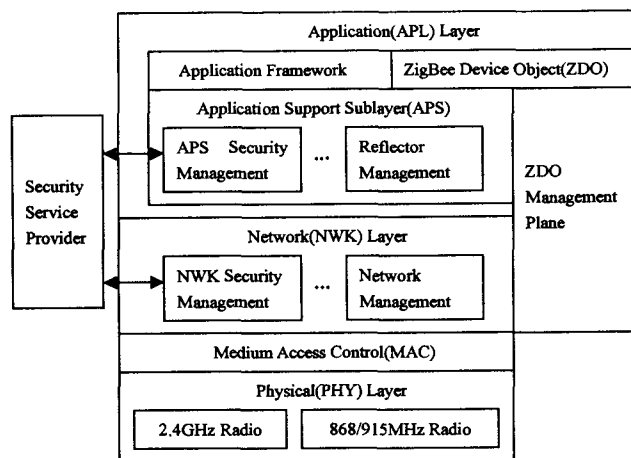 Application(APL) Layer
Application Framework
ZigBee Device Object(ZDO)
Application Support Sublayer(APS)
APS Security
Management
...
Reflector
Management
Security
Service
Provider
ZDO
Management
Plane
Network(NWK) Layer
NWK Security
Management
...
Network
Management
Medium Access Control(MAC)
Physical(PHY) Layer
2.4GHz Radio
868/915MHz Radio